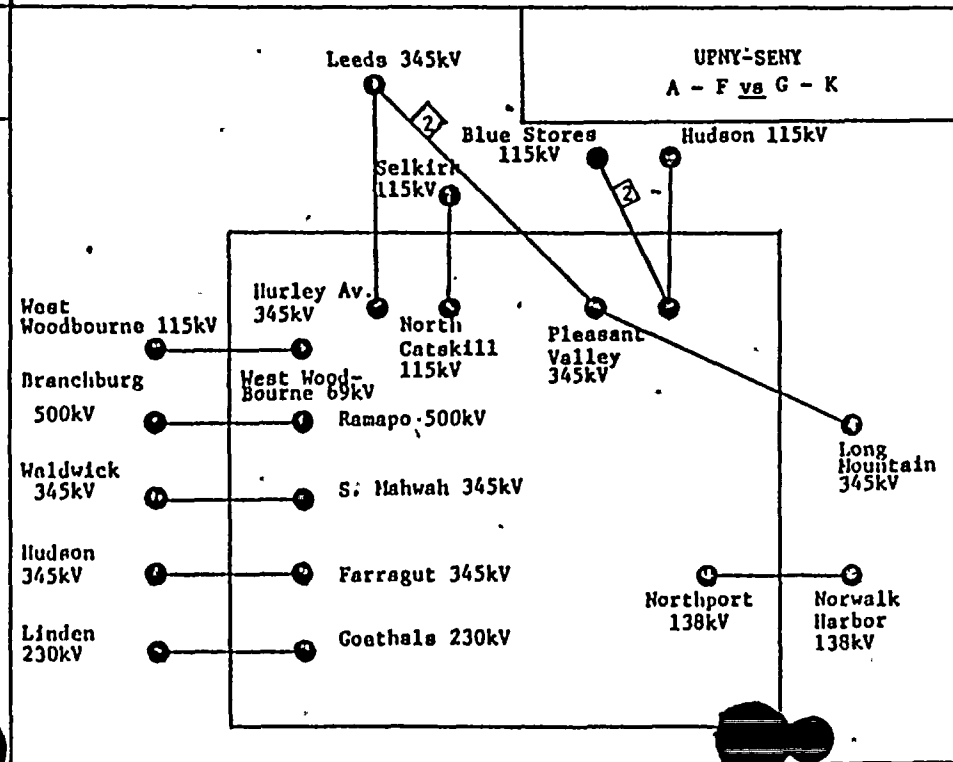 UPNY-SENY
A - F vs G - K
Leeds 345kV
2
Blue Stores
115kV
Hudson 115kV
Selkirk
115kV
2
Hurley Av.
345kV
North
Catskill
115kV
Pleasant
Valley
345kV
West
Woodbourne 115kV
West Wood-
Bourne 69kV
Branchburg
500kV
Ramapo 500kV
Long
Mountain
345kV
Waldwick
345kV
S. Mahwah 345kV
Hudson
345kV
Farragut 345kV
Northport
138kV
Norwalk
Harbor
138kV
Linden
230kV
Goethals 230kV